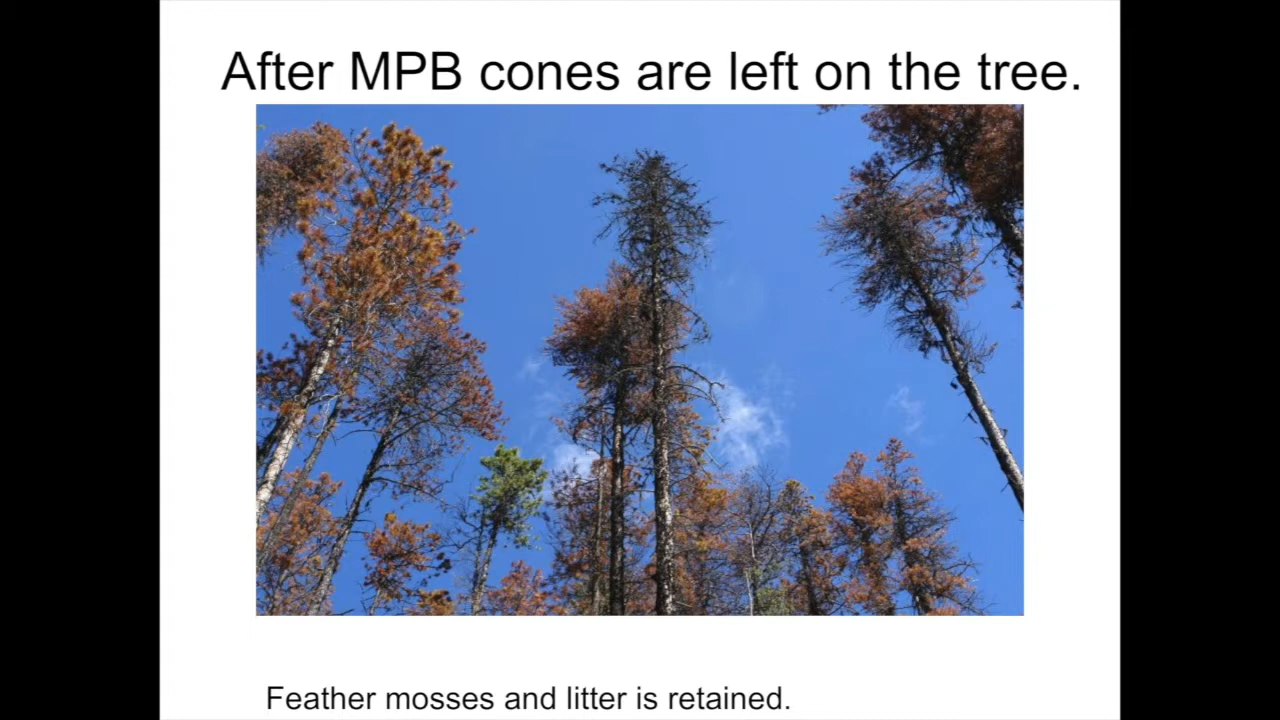 After MPB cones are left on the tree.
Feather mosses and litter is retained.